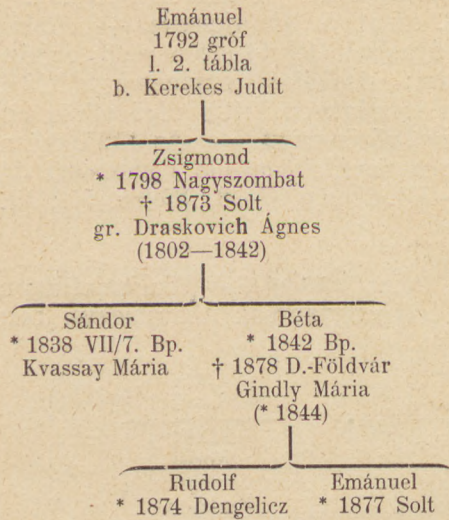 Emánuel
1792 gróf
l. 2. tábla
b. Kerekes Judit
Zsigmond
* 1798 Nagyszombat
† 1873 Solt
gr. Draskovich Ágnes
(1802—1842)
Sándor
* 1838 VII/7. Bp.
Kvassay Mária
Béta
* 1842 Bp.
† 1878 D.-Földvár
Gindly Mária
(* 1844)
Rudolf
* 1874 Dengelicz
Emánuel
* 1877 Solt